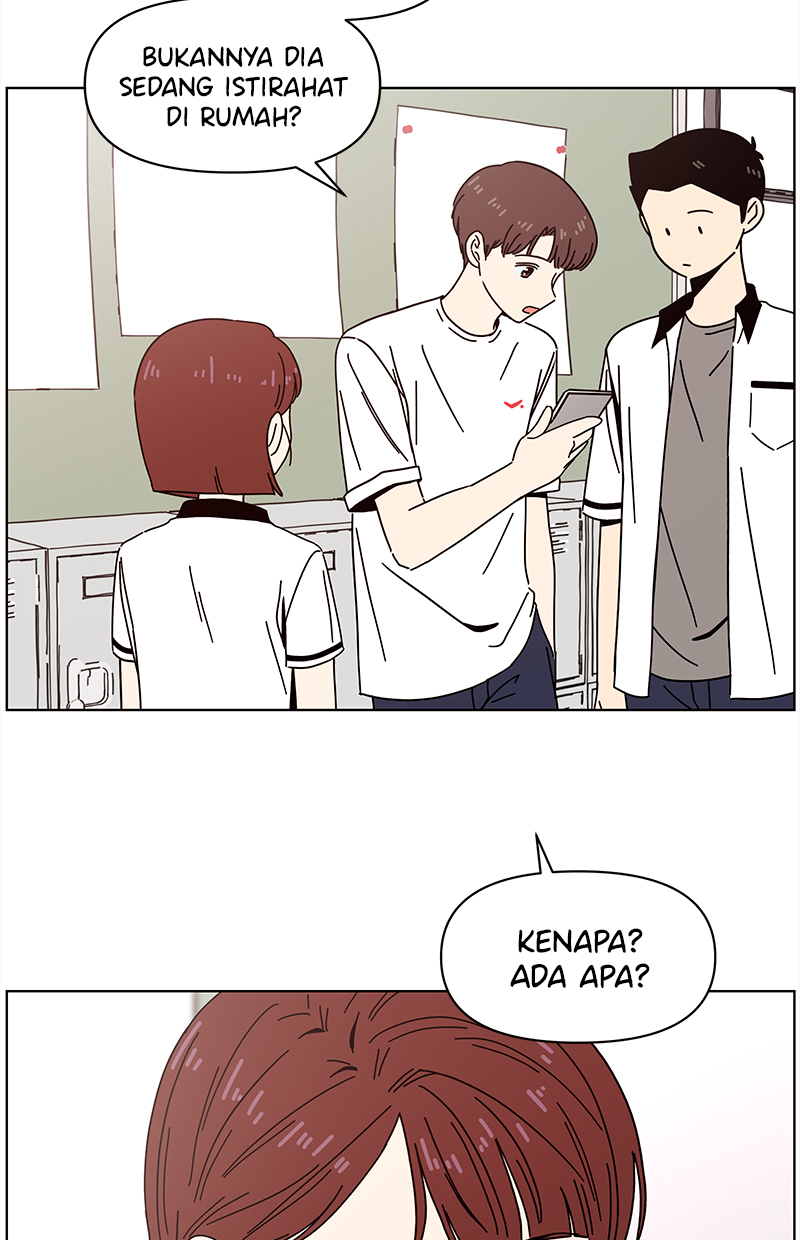 BUKANNYA DIA
SEDANG ISTIRAHAT
DI RUMAH?
KENAPA?
ADA APA?